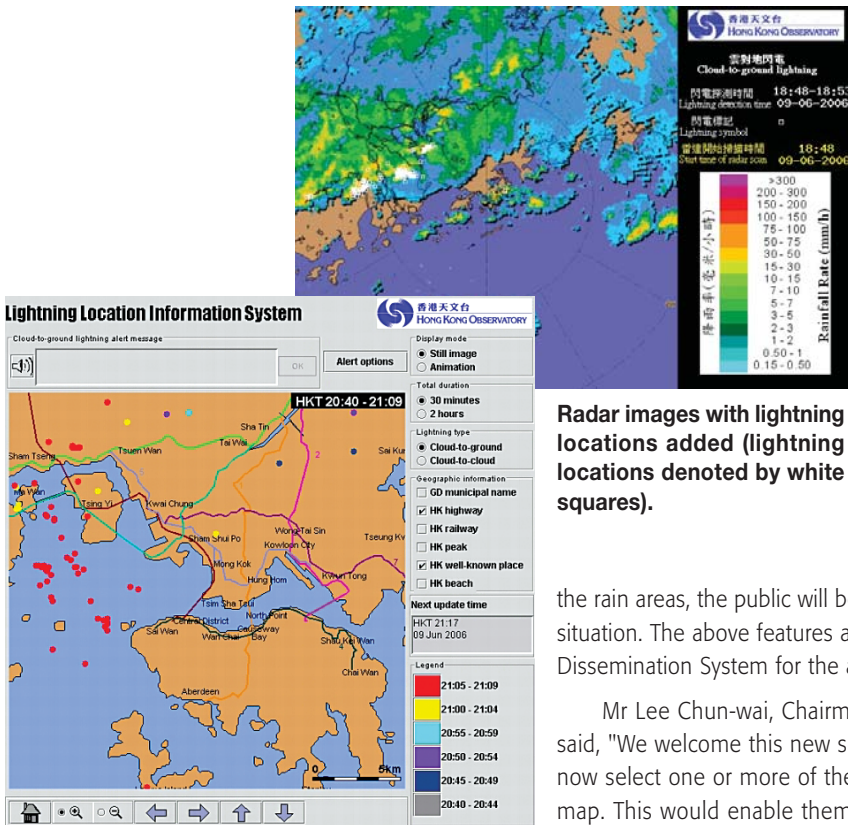 香港天文台
HONG KONG OBSERVATORY
雲對地閃電
Cloud-to-ground lightning
閃電探測時間 18:48-18:53
Lightning detection time 09-06-2006
閃電標記
Lightning symbol
雷達開始掃描時間 18:48
Start time of radar scan 09-06-2006
降雨率(毫米/小時)
>300
200 - 300
150 - 200
100 - 150
75 - 100
50 - 75
30 - 50
15 - 30
10 - 15
7 - 10
5 - 7
3 - 5
2 - 3
1 - 2
0.50 - 1
0.15 - 0.50
Rainfall Rate (mm/h)
Lightning Location Information System
香港天文台
HONG KONG OBSERVATORY
Cloud-to-ground lightning alert message
OK
Alert options
Display mode
Still image
Animation
Total duration
30 minutes
2 hours
Lightning type
Cloud-to-ground
Cloud-to-cloud
Geographic information
GD municipal name
HK highway
HK railway
HK peak
HK well-known place
HK beach
Next update time
HKT 21:17
09 Jun 2006
Legend
21:05 - 21:09
21:00 - 21:04
20:55 - 20:59
20:50 - 20:54
20:45 - 20:49
20:40 - 20:44
HKT 20:40 - 21:09
Sha Tin
Tai Wai
Sham Tseng
Tsuen Wan
Sai Ku
2
5
Ma Wan
Tsing Yi
Kwai Chung
Sham Shui Po
Wong Tai Sin
Kowloon City
Tseung Kw
Mong Kok
7
Hung Hom
Kwun Tong
Tsim Sha Tsui
Central District
North Point
Sai Wan
Wan Chai
Causeway Bay
Shau Kei Wan
4
Chai Wan
Aberdeen
0 5km
Radar images with lightning
locations added (lightning
locations denoted by white
squares).
the rain areas, the public will b
situation. The above features a
Dissemination System for the a
Mr Lee Chun-wai, Chairm
said, "We welcome this new s
now select one or more of the
map. This would enable them